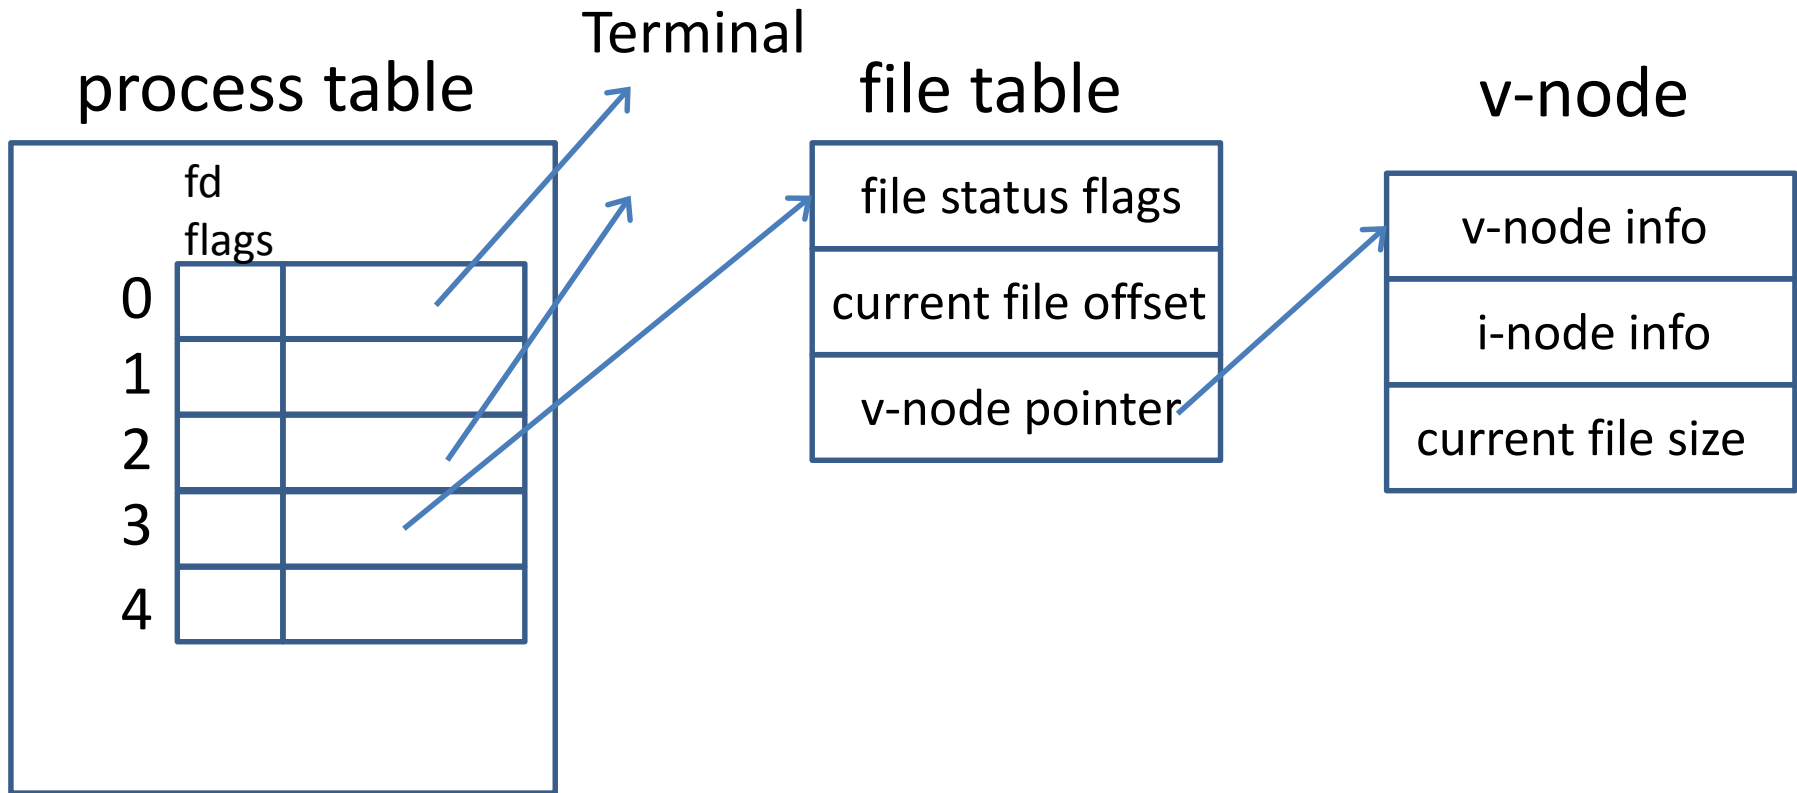 Terminal
process table
file table
v-node
fd
flags
0
1
2
3
4
file status flags
current file offset
v-node pointer
v-node info
i-node info
current file size